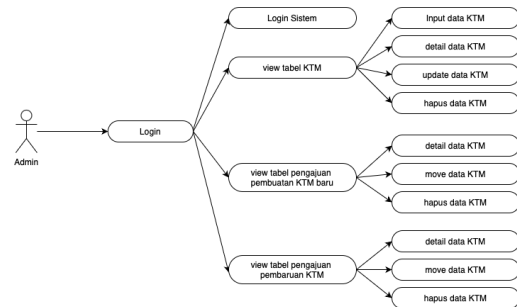 Login Sistem
Input data KTM
view tabel KTM
detail data KTM
update data KTM
hapus data KTM
Admin
Login
view tabel pengajuan
pembuatan KTM baru
detail data KTM
move data KTM
hapus data KTM
view tabel pengajuan
pembaruan KTM
detail data KTM
move data KTM
hapus data KTM